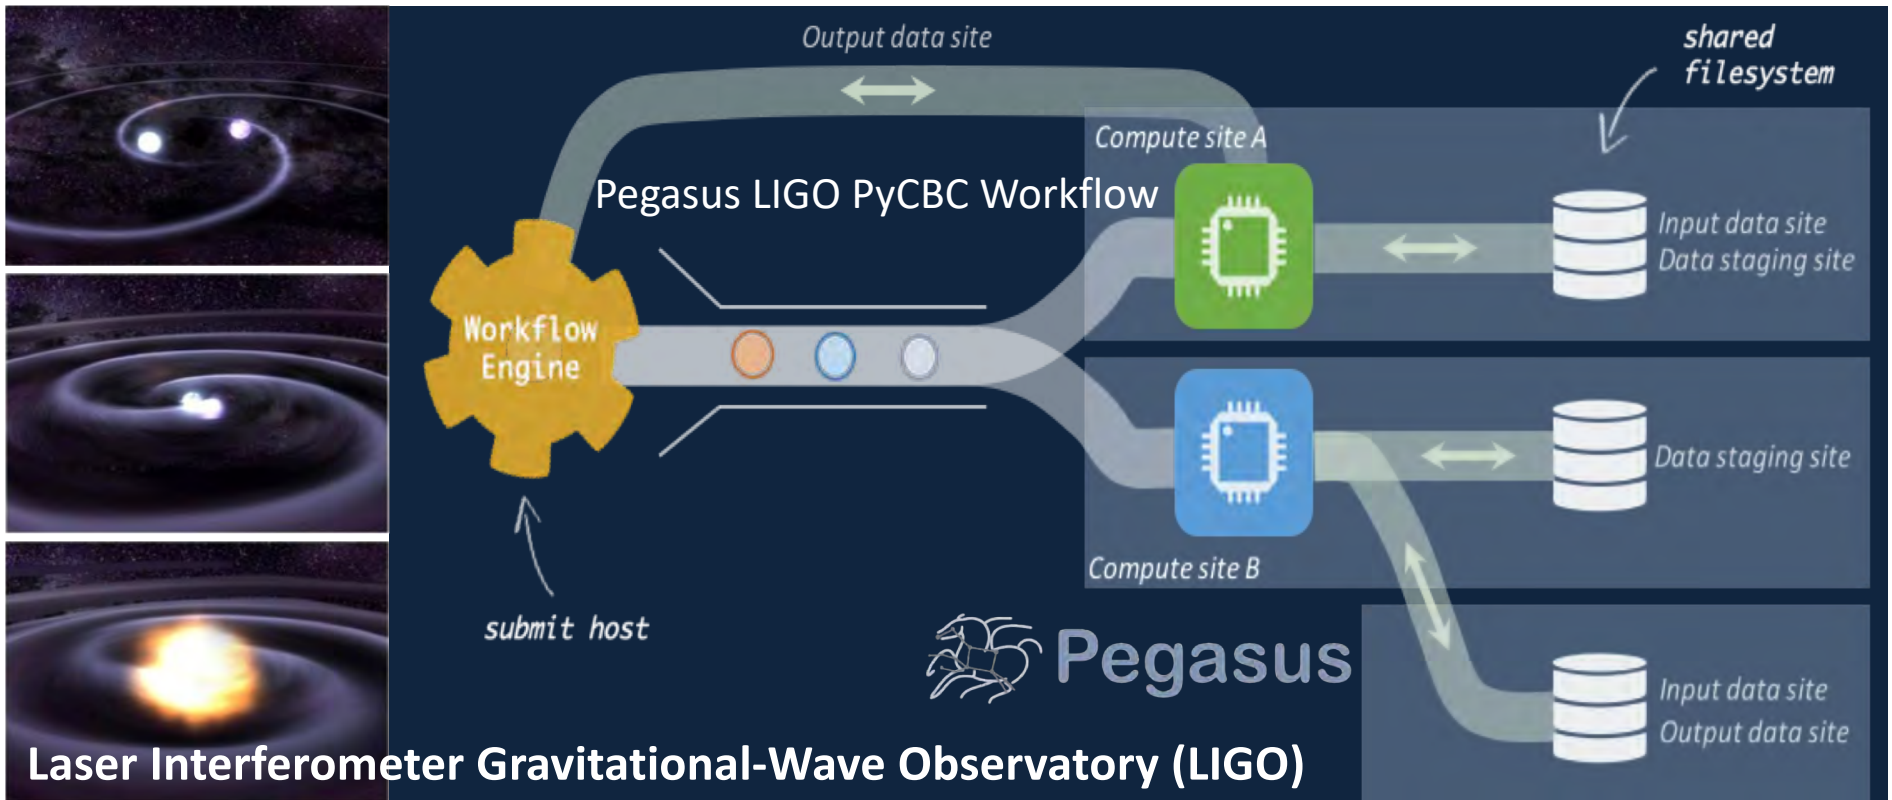 Output data site
shared
filesystem
Compute site A
Pegasus LIGO PyCBC Workflow
Input data site
Data staging site
Workflow
Engine
Data staging site
Compute site B
submit host
Pegasus
Input data site
Output data site
Laser Interferometer Gravitational-Wave Observatory (LIGO)